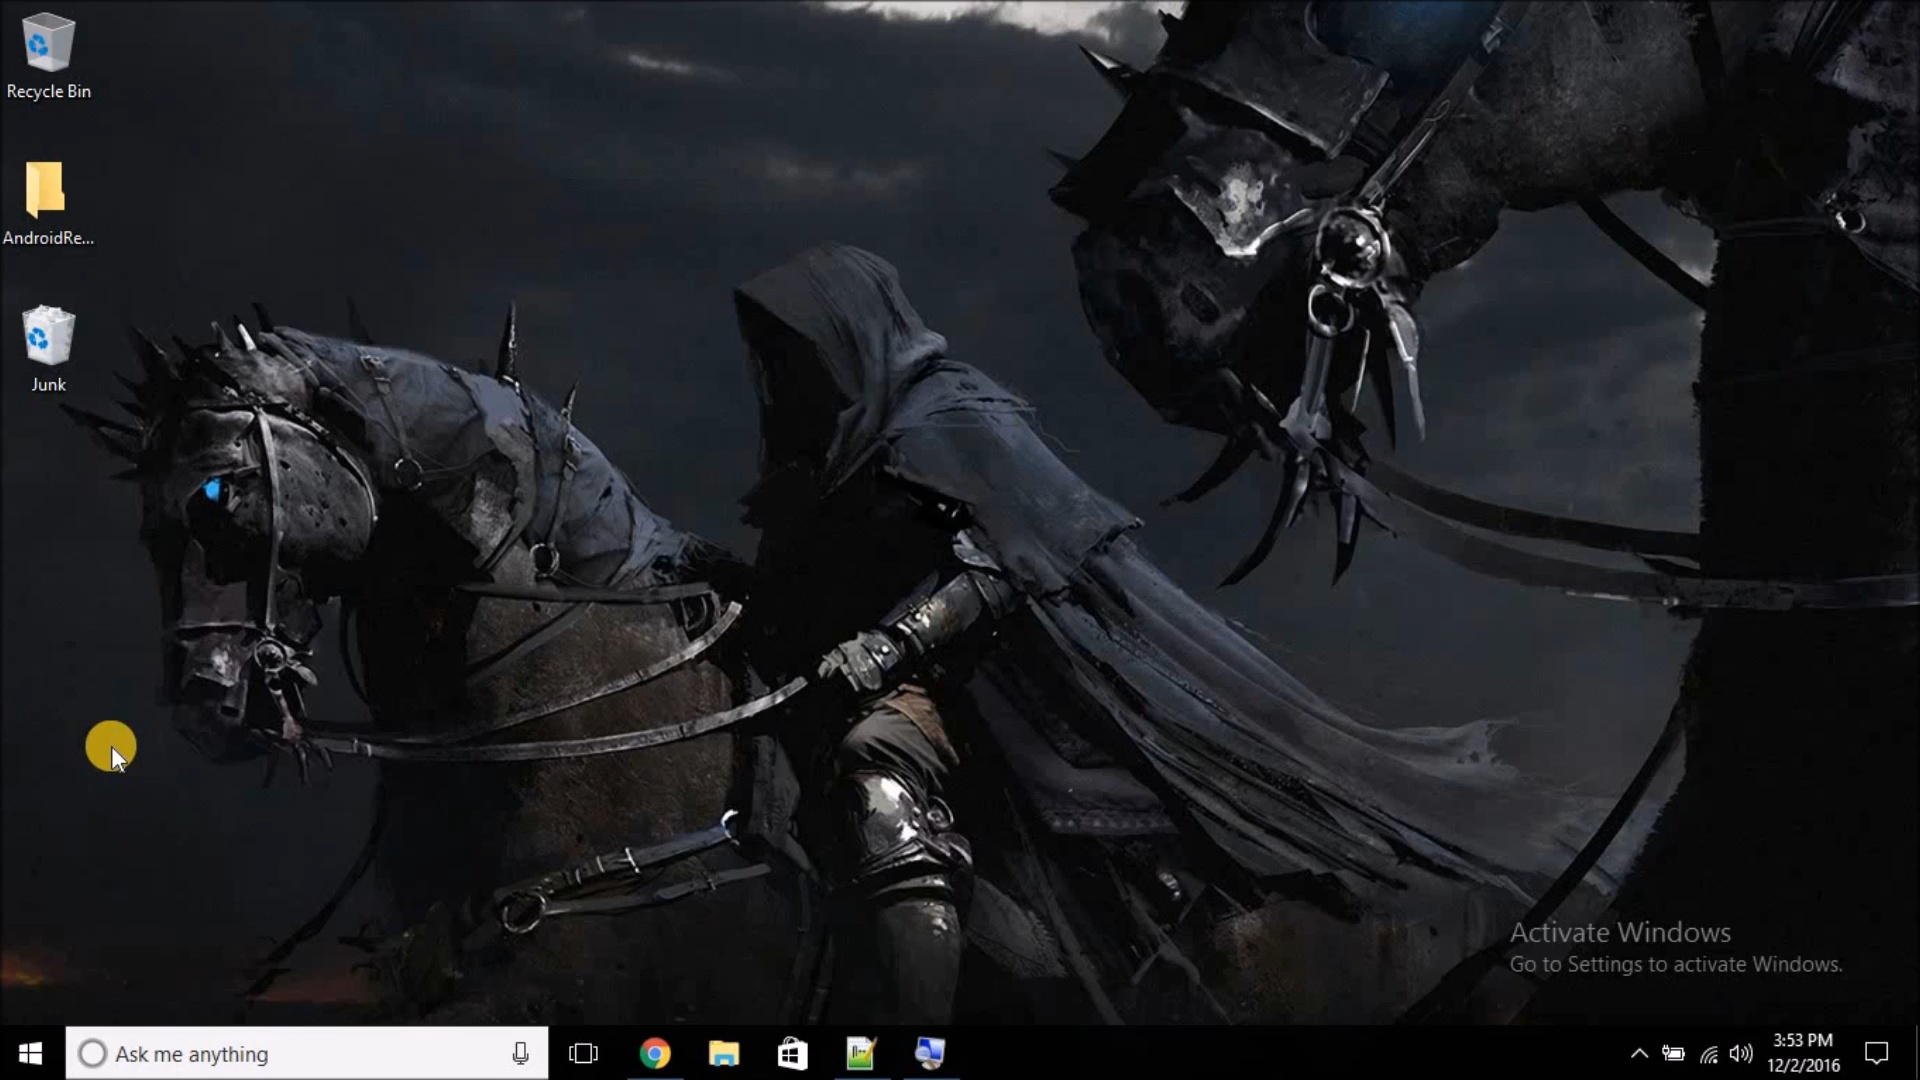 Recycle Bin
AndroidRe...
Junk
Activate Windows
Go to Settings to activate Windows.
Ask me anything
3:53 PM
12/2/2016